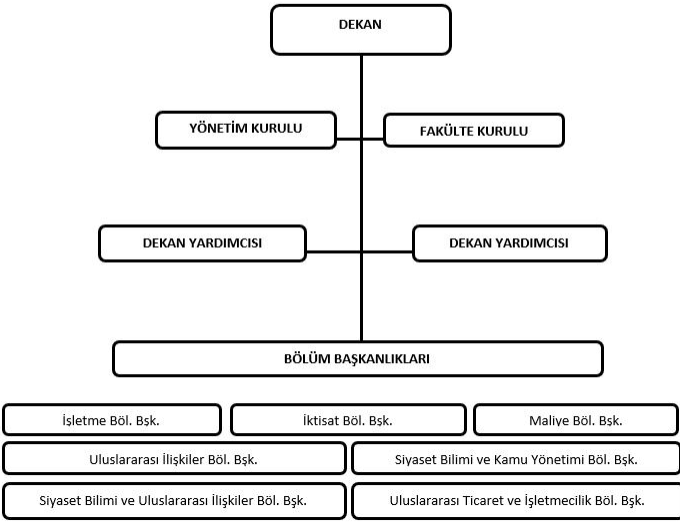 DEKAN
YÖNETİM KURULU
FAKÜLTE KURULU
DEKAN YARDIMCISI
DEKAN YARDIMCISI
BÖLÜM BAŞKANLIKLARI
İşletme Böl. Bşk.
İktisat Böl. Bşk.
Maliye Böl. Bşk.
Uluslararası İlişkiler Böl. Bşk.
Siyaset Bilimi ve Kamu Yönetimi Böl. Bşk.
Siyaset Bilimi ve Uluslararası İlişkiler Böl. Bşk.
Uluslararası Ticaret ve İşletmecilik Böl. Bşk.